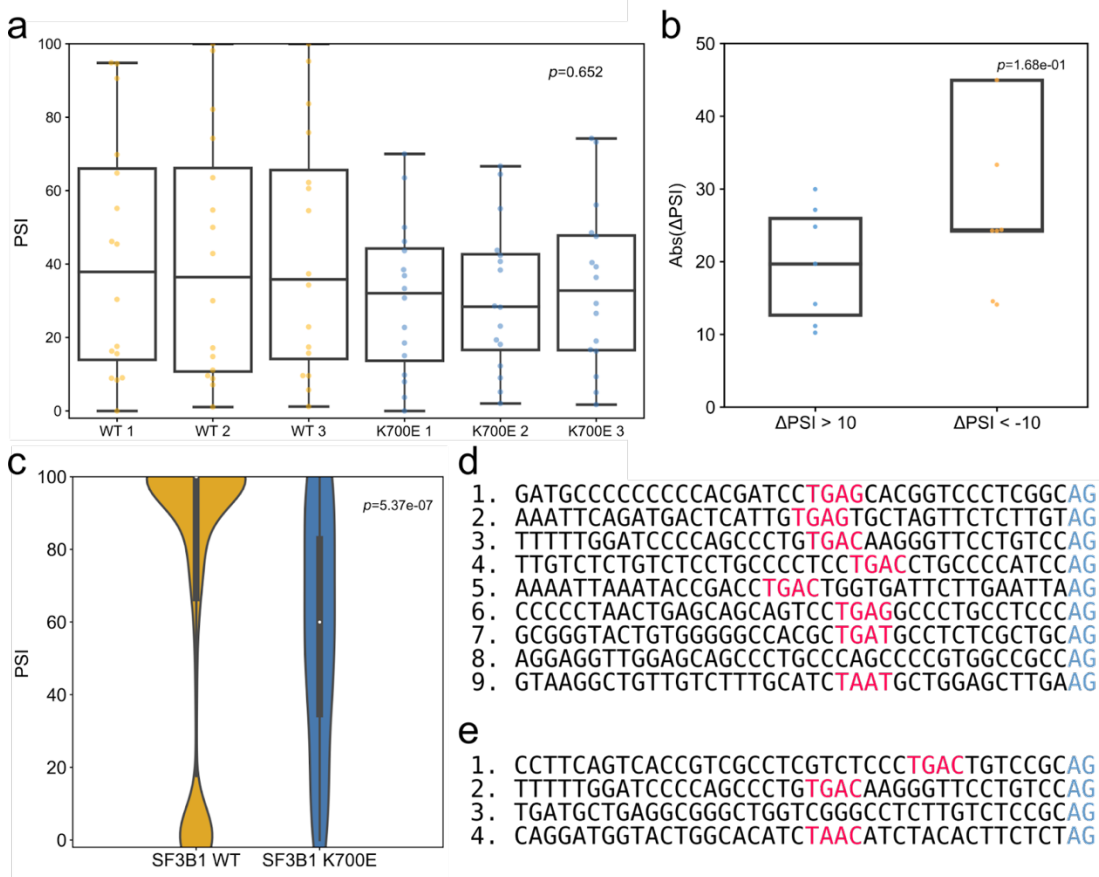 a
100
80
60
40
20
0
PSI
p=0.652
WT 1
WT 2
WT 3
K700E 1
K700E 2
K700E 3
b
50
40
30
20
10
0
Abs(ΔPSI)
p=1.68e-01
ΔPSI > 10
ΔPSI < -10
c
100
80
60
40
20
0
PSI
p=5.37e-07
SF3B1 WT
SF3B1 K700E
d
1. GATGCCCCCCCCCACGATCCTGAGCACGGTCCCTCGGCAG
2. AAATTCAGATGACTCATTGTGAGTGCTAGTTCTCTTGTAG
3. TTTTTGGATCCCCAGCCCTGTGACAAGGGTTCCTGTCCAG
4. TTGTCTCTGTCTCCTGCCCCTCCTGACCTGCCCCATCCAG
5. AAAATTAAATACCGACCTGACTGGTGATTCTTGAATTAAG
6. CCCCCTAACTGAGCAGCAGTCCTGAGGCCCTGCCTCCCAG
7. GCGGGTACTGTGGGGGCCACGCTGATGCCTCTCGCTGCAG
8. AGGAGGTTGGAGCAGCCCTGCCCAGCCCCGTGGCCGCCAG
9. GTAAGGCTGTTGTCTTTGCATCTAATGCTGGAGCTTGAAG
e
1. CCTTCAGTCACCGTCGCCTCGTCTCCCTGACTGTCCGCAG
2. TTTTTGGATCCCCAGCCCTGTGACAAGGGTTCCTGTCCAG
3. TGATGCTGAGGCGGGCTGGTCGGGCCTCTTGTCTCCGCAG
4. CAGGATGGTACTGGCACATCTAACATCTACACTTCTCTAG